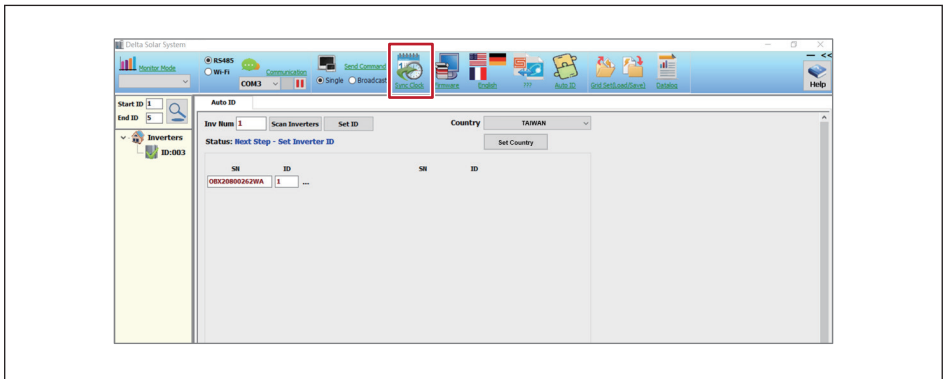 Delta Solar System
Monitor Mode
RS485
Wi-Fi
Communication
COM3
Send Command
Single
Broadcast
Sync Clock
Firmware
English
???
Auto ID
Grid Set(Load/Save)
Datalog
<<
Help
Start ID 1
End ID 5
Inverters
ID:003
Auto ID
Inv Num 1 Scan Inverters Set ID Country TAIWAN
Status: Next Step - Set Inverter ID Set Country
SN ID SN ID
OBX20800262WA 1 ...